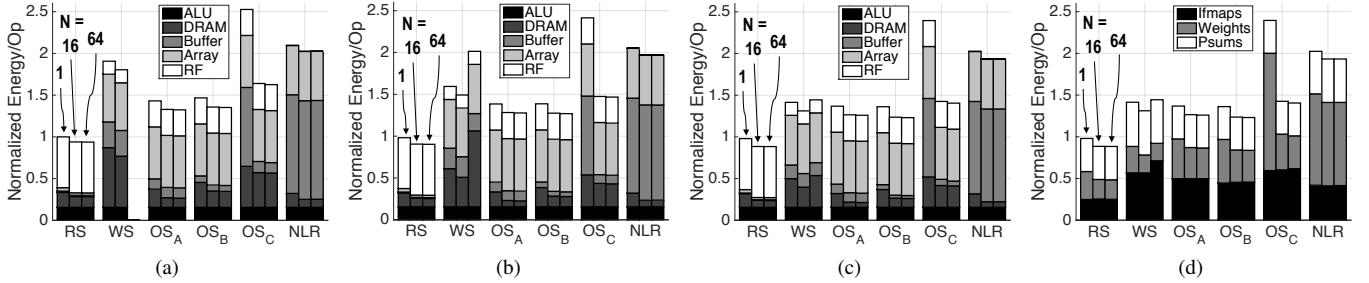 Normalized Energy/Op
2.5
2
1.5
1
0.5
0
N =
1
16
64
ALU
DRAM
Buffer
Array
RF
RS
WS
OS_A
OS_B
OS_C
NLR
(a)
Normalized Energy/Op
2.5
2
1.5
1
0.5
0
N =
1
16
64
ALU
DRAM
Buffer
Array
RF
RS
WS
OS_A
OS_B
OS_C
NLR
(b)
Normalized Energy/Op
2.5
2
1.5
1
0.5
0
N =
1
16
64
ALU
DRAM
Buffer
Array
RF
RS
WS
OS_A
OS_B
OS_C
NLR
(c)
Normalized Energy/Op
2.5
2
1.5
1
0.5
0
N =
1
16
64
Ifmaps
Weights
Psums
RS
WS
OS_A
OS_B
OS_C
NLR
(d)